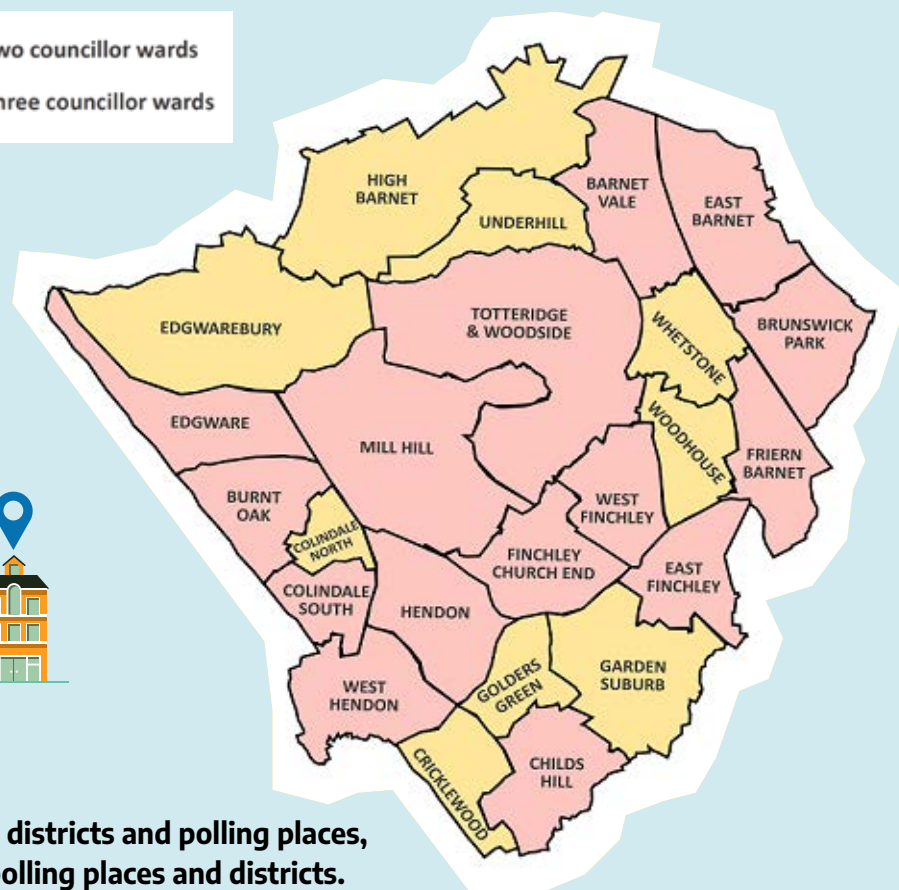 wo councillor wards
hree councillor wards
HIGH
BARNET
UNDERHILL
BARNET
VALE
EAST
BARNET
EDGWAREBURY
TOTTERIDGE
& WOODSIDE
WHETSTONE
BRUNSWICK
PARK
EDGWARE
MILL HILL
WOODHOUSE
FRIERN
BARNET
BURNT
OAK
COLINDALE
NORTH
WEST
FINCHLEY
FINCHLEY
CHURCH END
EAST
FINCHLEY
COLINDALE
SOUTH
HENDON
WEST
HENDON
GOLDERS
GREEN
GARDEN
SUBURB
CRICKLEWOOD
CHILDS
HILL
districts and polling places,
polling places and districts.